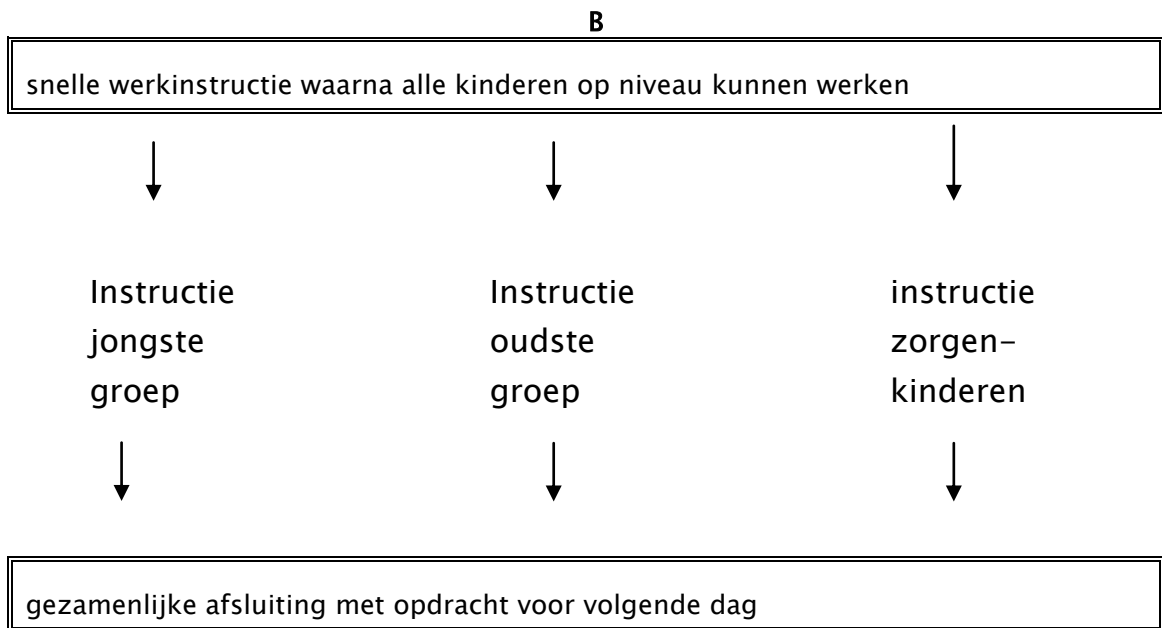 B
snelle werkinstructie waarna alle kinderen op niveau kunnen werken
Instructie
jongste
groep
Instructie
oudste
groep
instructie
zorgen-
kinderen
gezamenlijke afsluiting met opdracht voor volgende dag